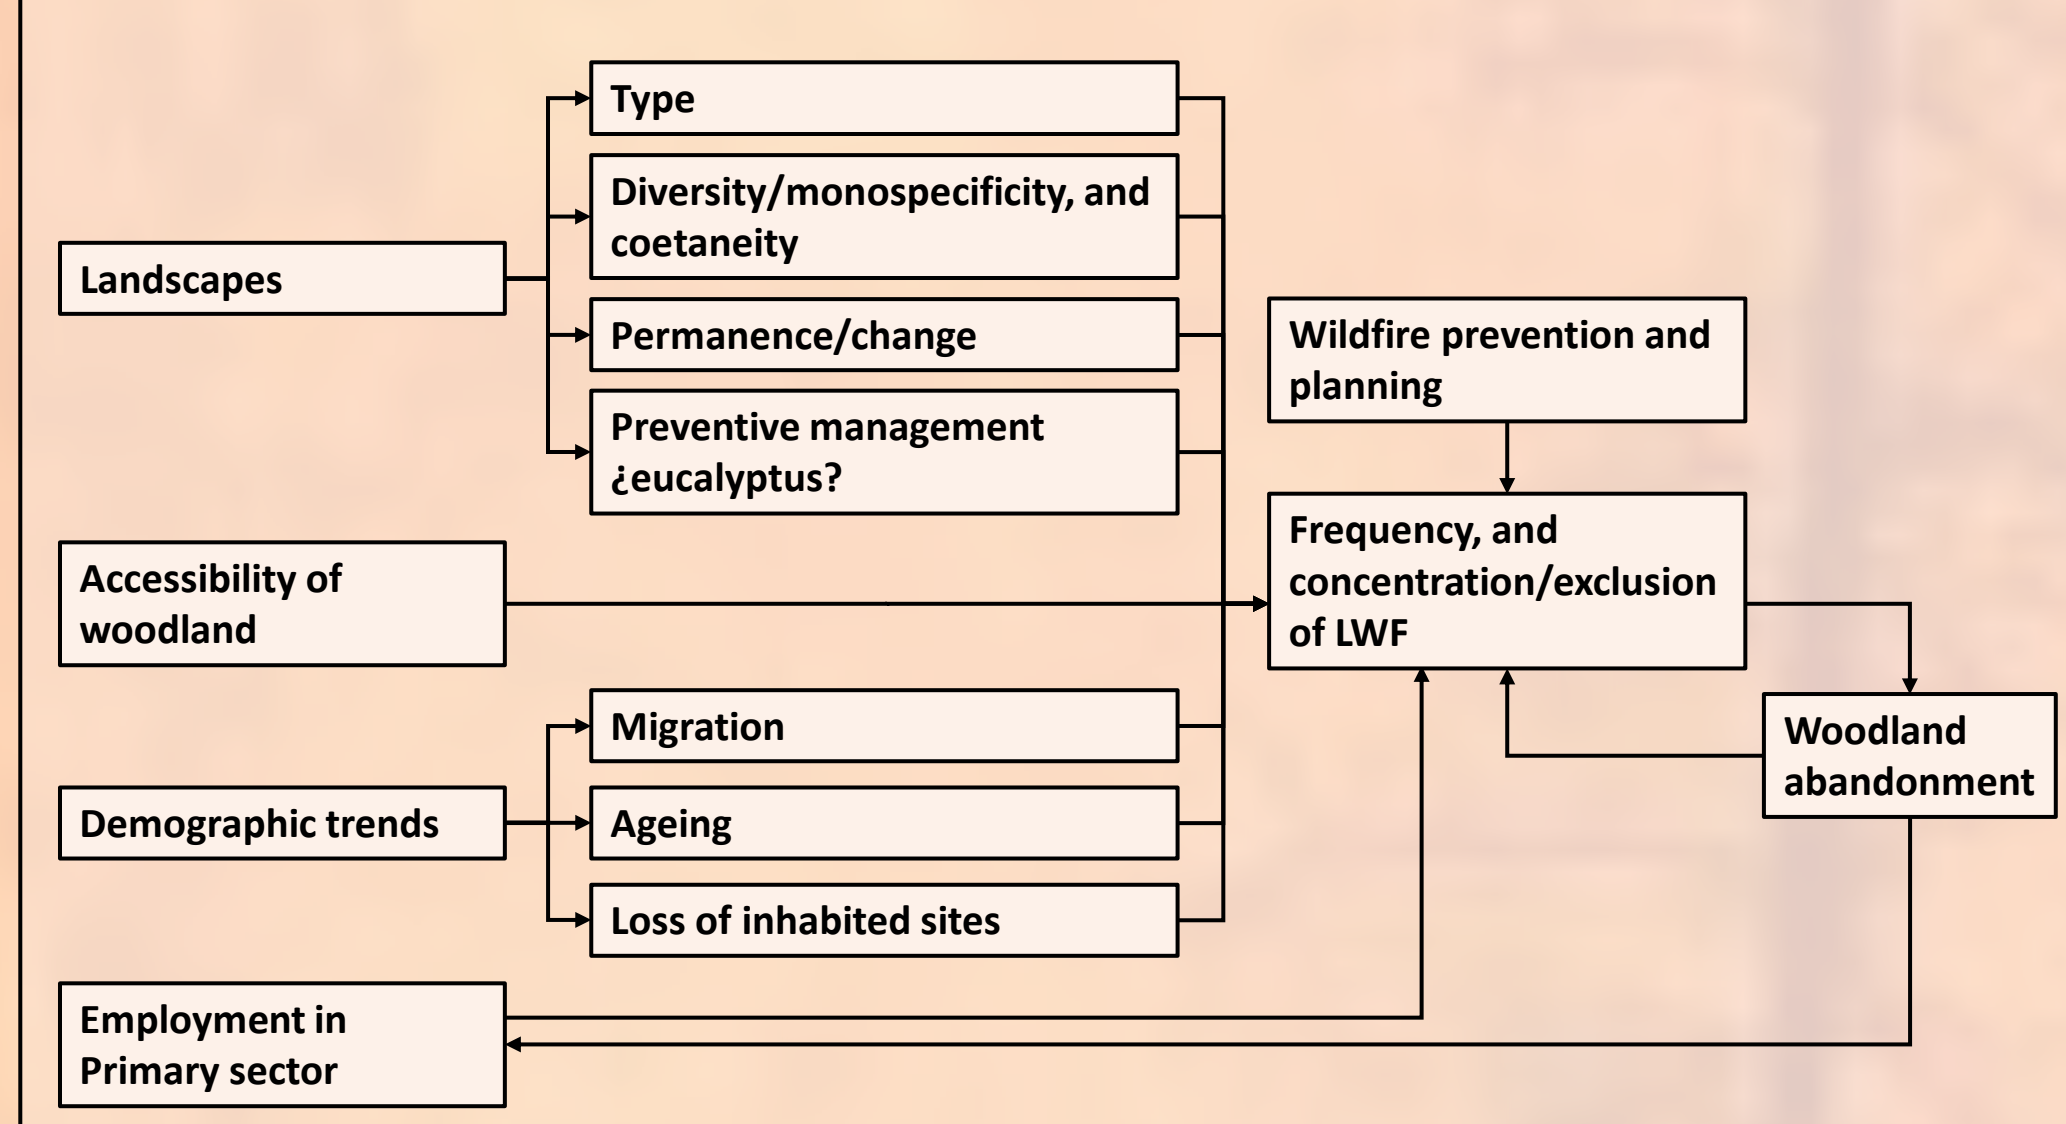 Type
Diversity/monospecificity, and
coetaneity
Landscapes
Permanence/change
Preventive management
¿eucalyptus?
Wildfire prevention and
planning
Accessibility of
woodland
Frequency, and
concentration/exclusion
of LWF
Migration
Demographic trends
Ageing
Loss of inhabited sites
Woodland
abandonment
Employment in
Primary sector